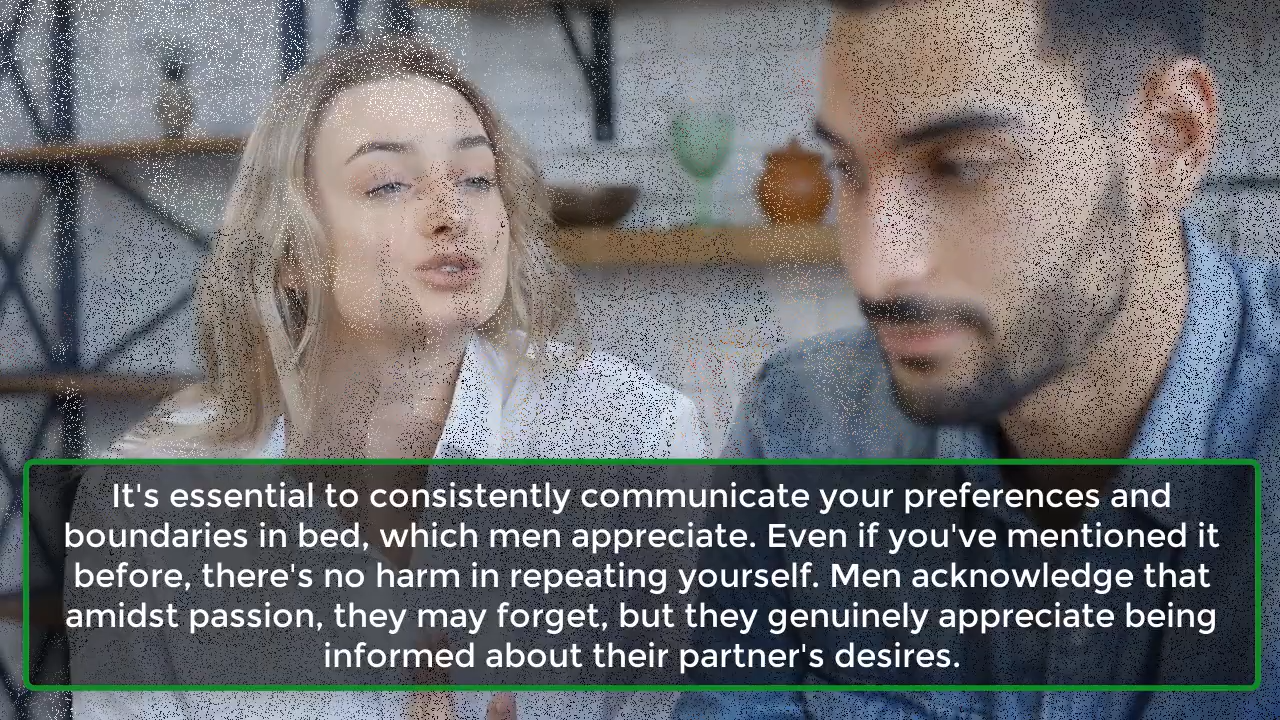 It's essential to consistently communicate your preferences and
boundaries in bed, which men appreciate. Even if you've mentioned it
before, there's no harm in repeating yourself. Men acknowledge that
amidst passion, they may forget, but they genuinely appreciate being
informed about their partner's desires.